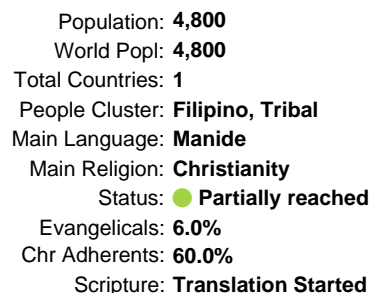 Population: 4,800
World Popl: 4,800
Total Countries: 1
People Cluster: Filipino, Tribal
Main Language: Manide
Main Religion: Christianity
Status: Partially reached
Evangelicals: 6.0%
Chr Adherents: 60.0%
Scripture: Translation Started